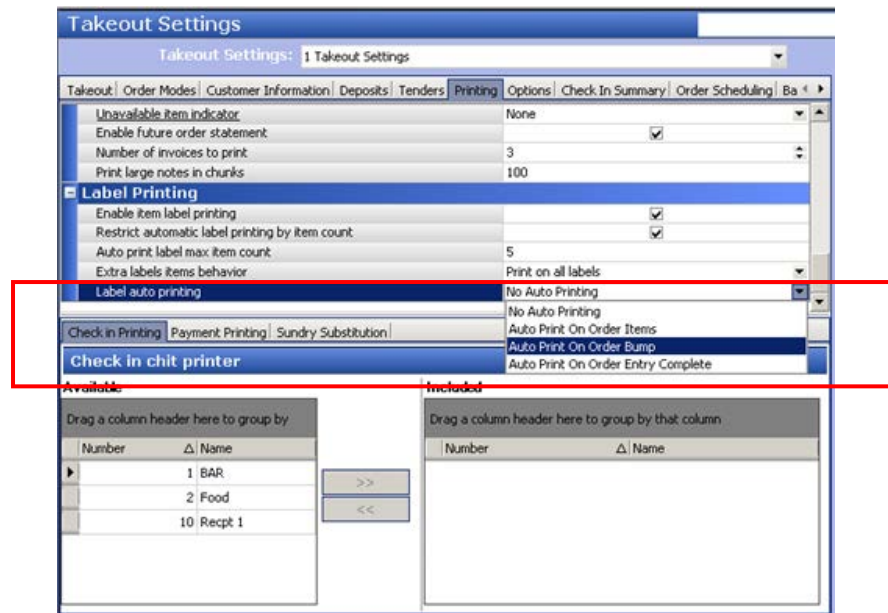 Takeout Settings
Takeout Settings: 1 Takeout Settings
Takeout Order Modes Customer Information Deposits Tenders Printing Options Check In Summary Order Scheduling Ba
Unavailable item indicator None
Enable future order statement
Number of invoices to print 3
Print large notes in chunks 100
Label Printing
Enable item label printing
Restrict automatic label printing by item count
Auto print label max item count 5
Extra labels items behavior Print on all labels
Label auto printing No Auto Printing
No Auto Printing
Auto Print On Order Items
Auto Print On Order Bump
Auto Print On Order Entry Complete
Check in Printing Payment Printing Sundry Substitution
Check in chit printer
Available Included
Drag a column header here to group by Drag a column header here to group by that column
Number Name Number Name
1 BAR
2 Food
10 Recpt 1
>>
<<